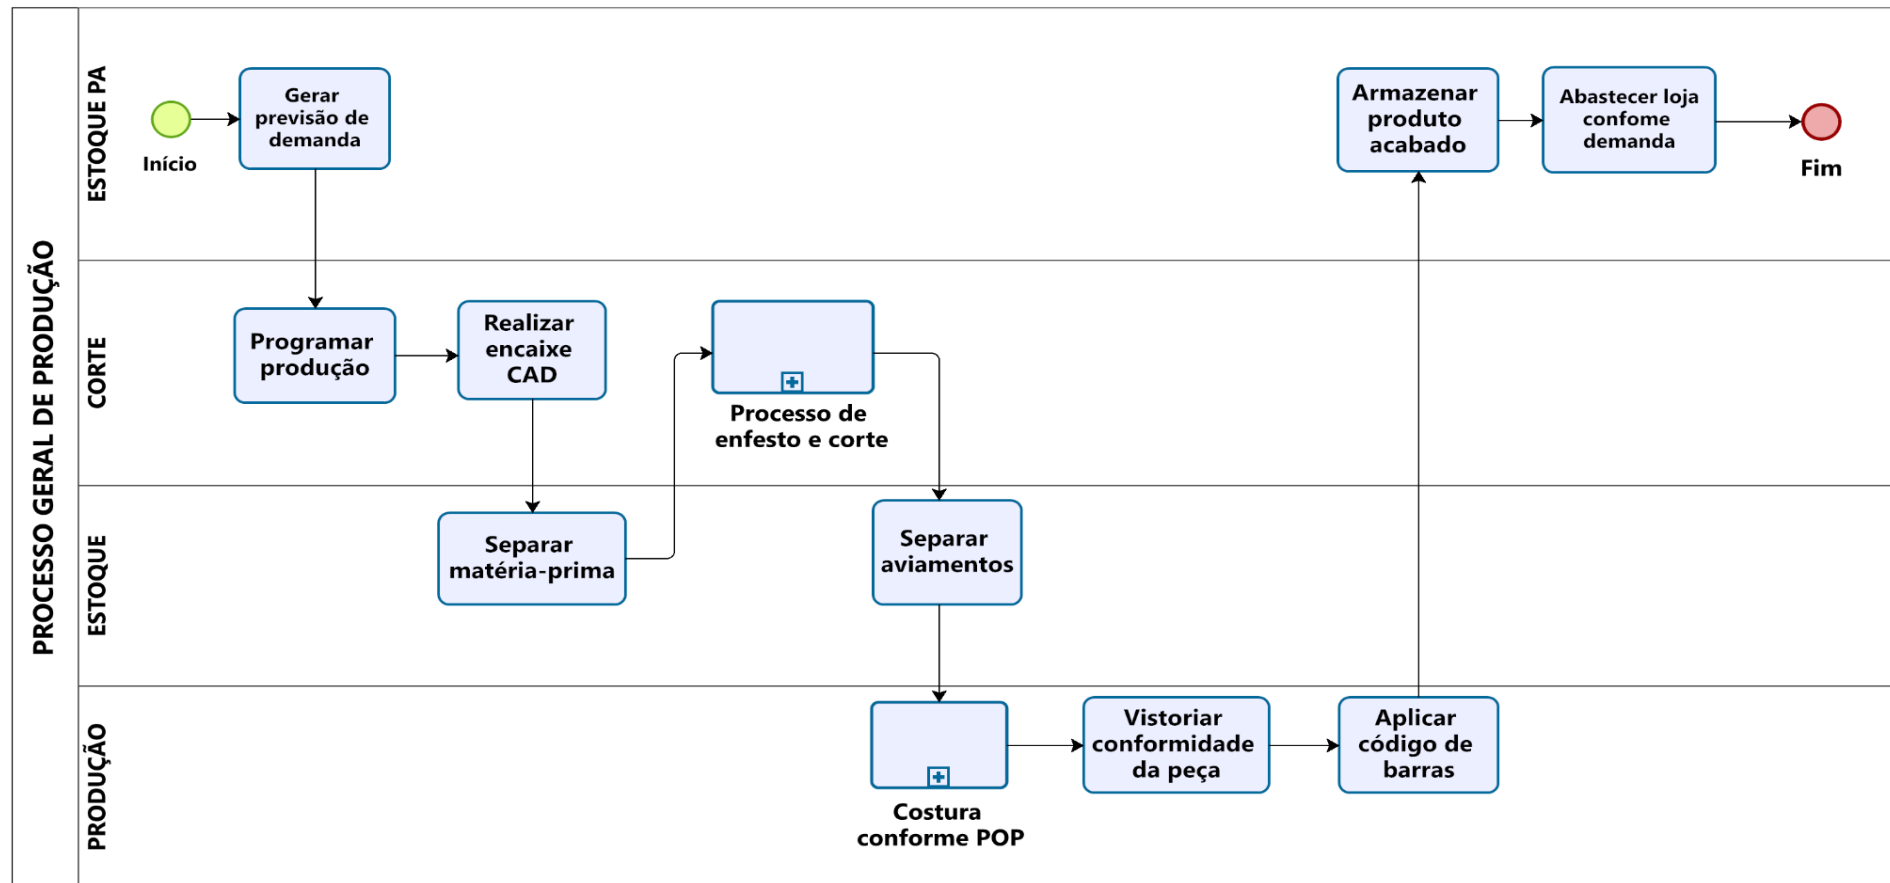 PROCESSO GERAL DE PRODUÇÃO
ESTOQUE PA
Início
Gerar
previsão de
demanda
Armazenar
produto
acabado
Abastecer loja
confome
demanda
Fim
CORTE
Programar
produção
Realizar
encaixe
CAD
Processo de
enfesto e corte
ESTOQUE
Separar
matéria-prima
Separar
aviamentos
PRODUÇÃO
Costura
conforme POP
Vistoriar
conformidade
da peça
Aplicar
código de
barras